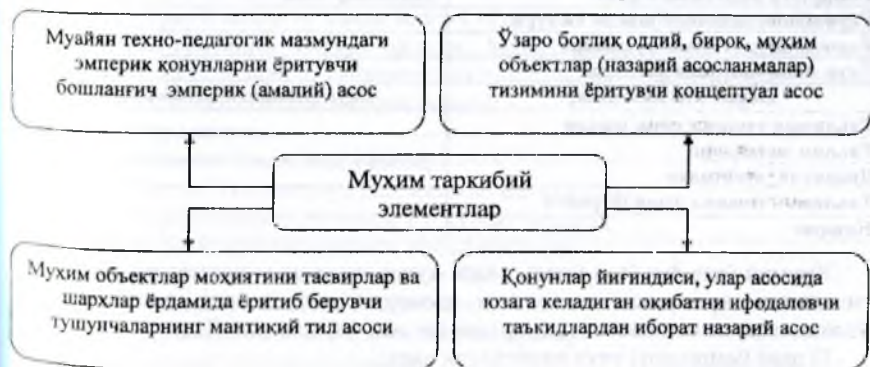 Муайян техно-педагогик мазмундаги
эмперик қонунларни ёритувчи
бошланғич эмперик (амалий) асос
Ўзаро боғлиқ оддий, бироқ, муҳим
объектлар (назарий асосланмалар)
тизимини ёритувчи концептуал асос
Муҳим таркибий
элементлар
Муҳим объектлар моҳиятини тасвирлар ва
шарҳлар ёрдамида ёритиб берувчи
тушунчаларнинг мантиқий тил асоси
Қонунлар йиғиндиси, улар асосида
юзага келадиган оқибатни ифодаловчи
таъкидлардан иборат назарий асос